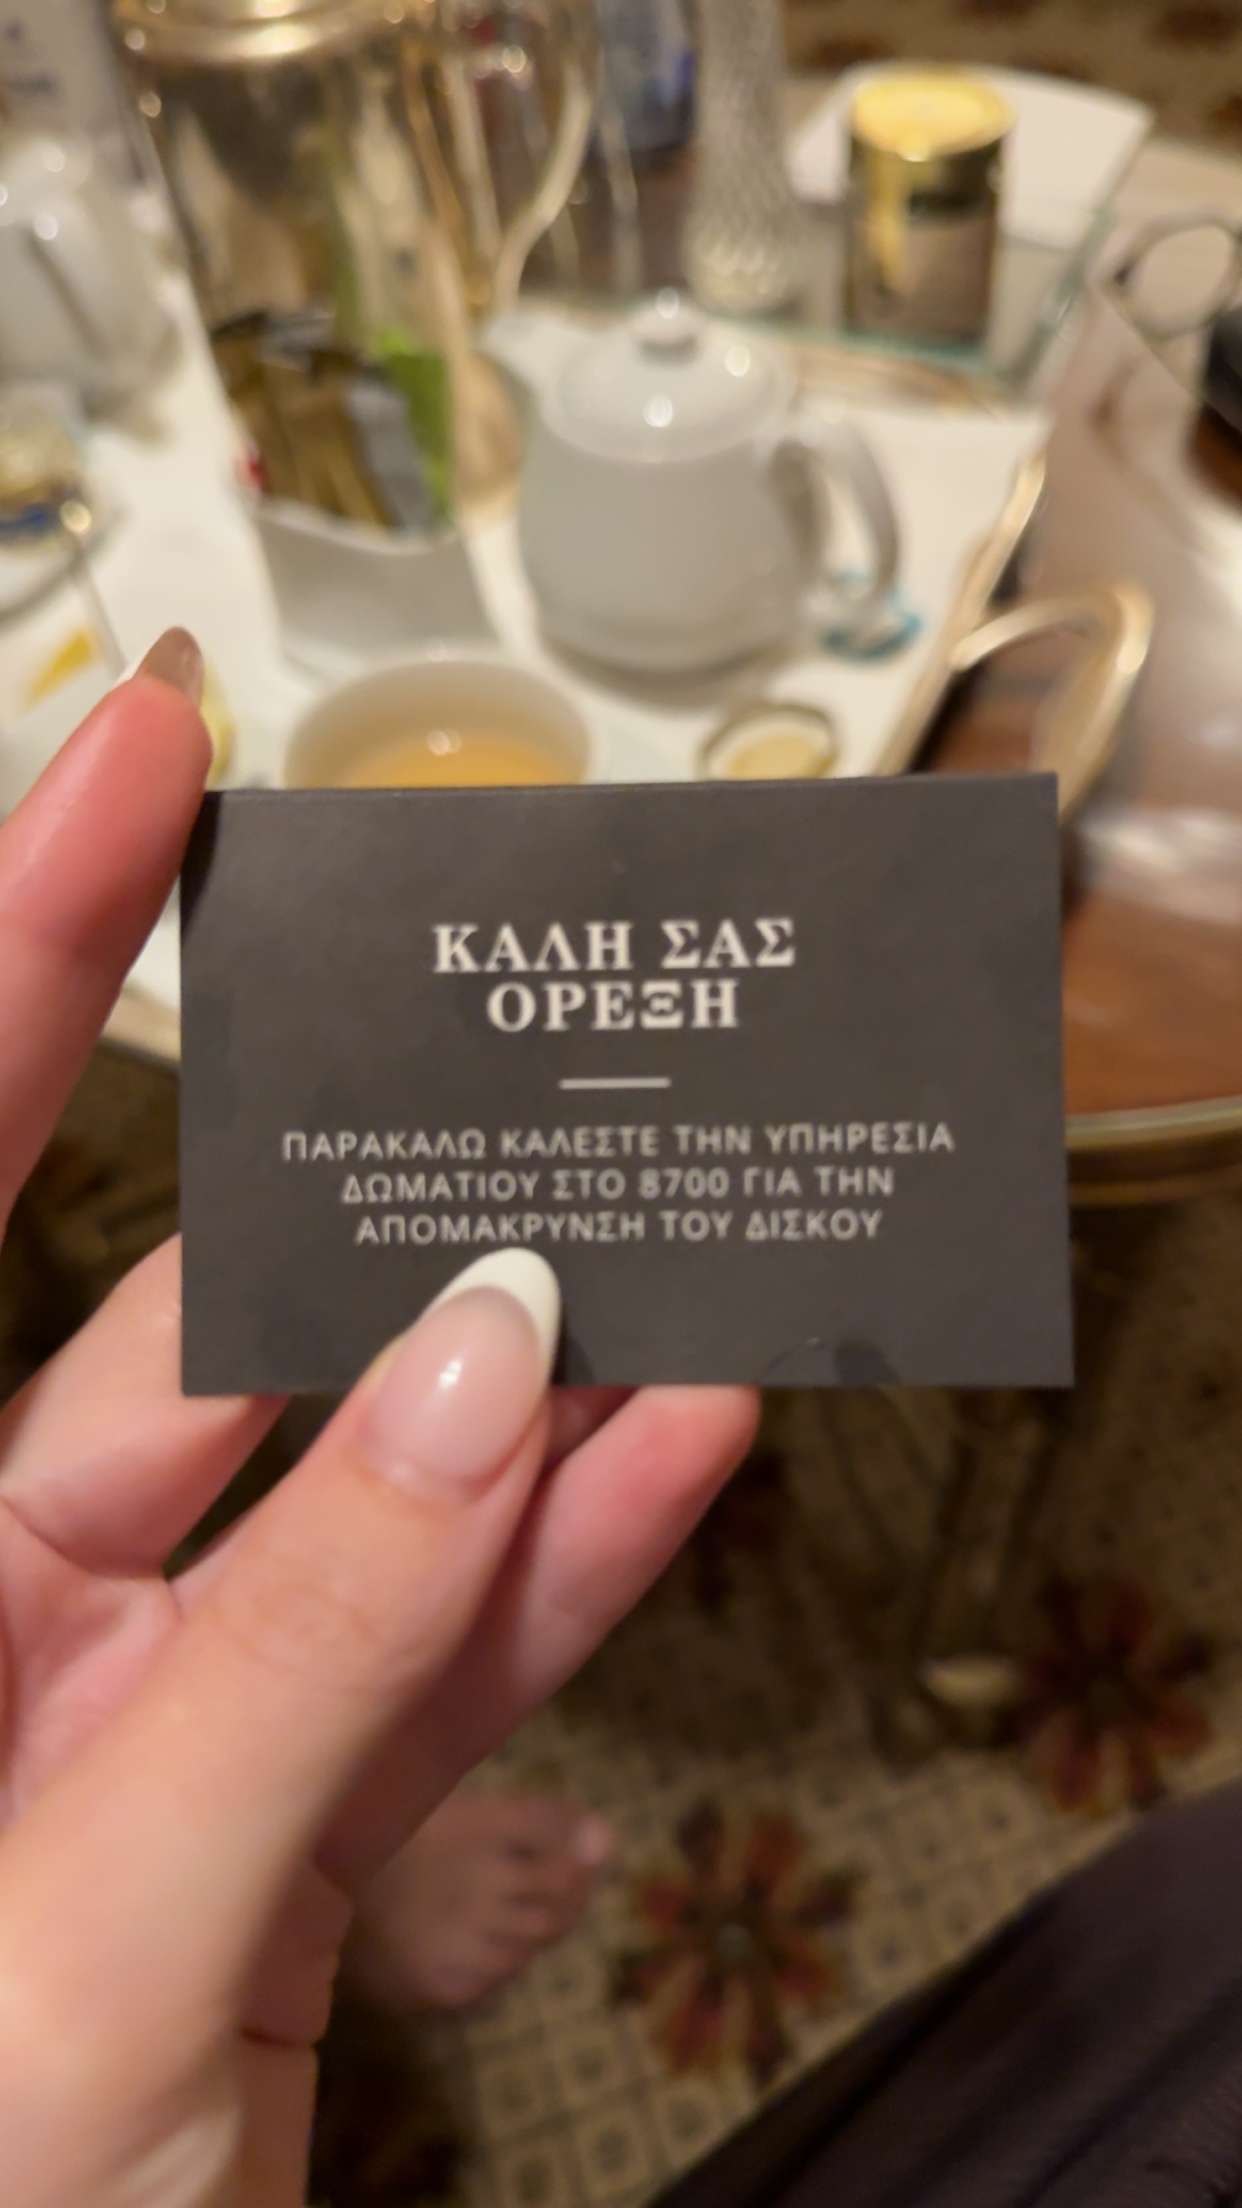 ΚΑΛΗ ΣΑΣ
ΟΡΕΞΗ
ΠΑΡΑΚΑΛΩ ΚΑΛΕΣΤΕ ΤΗΝ ΥΠΗΡΕΣΙΑ
ΔΩΜΑΤΙΟΥ ΣΤΟ 8700 ΓΙΑ ΤΗΝ
ΑΠΟΜΑΚΡΥΝΣΗ ΤΟΥ ΔΙΣΚΟΥ